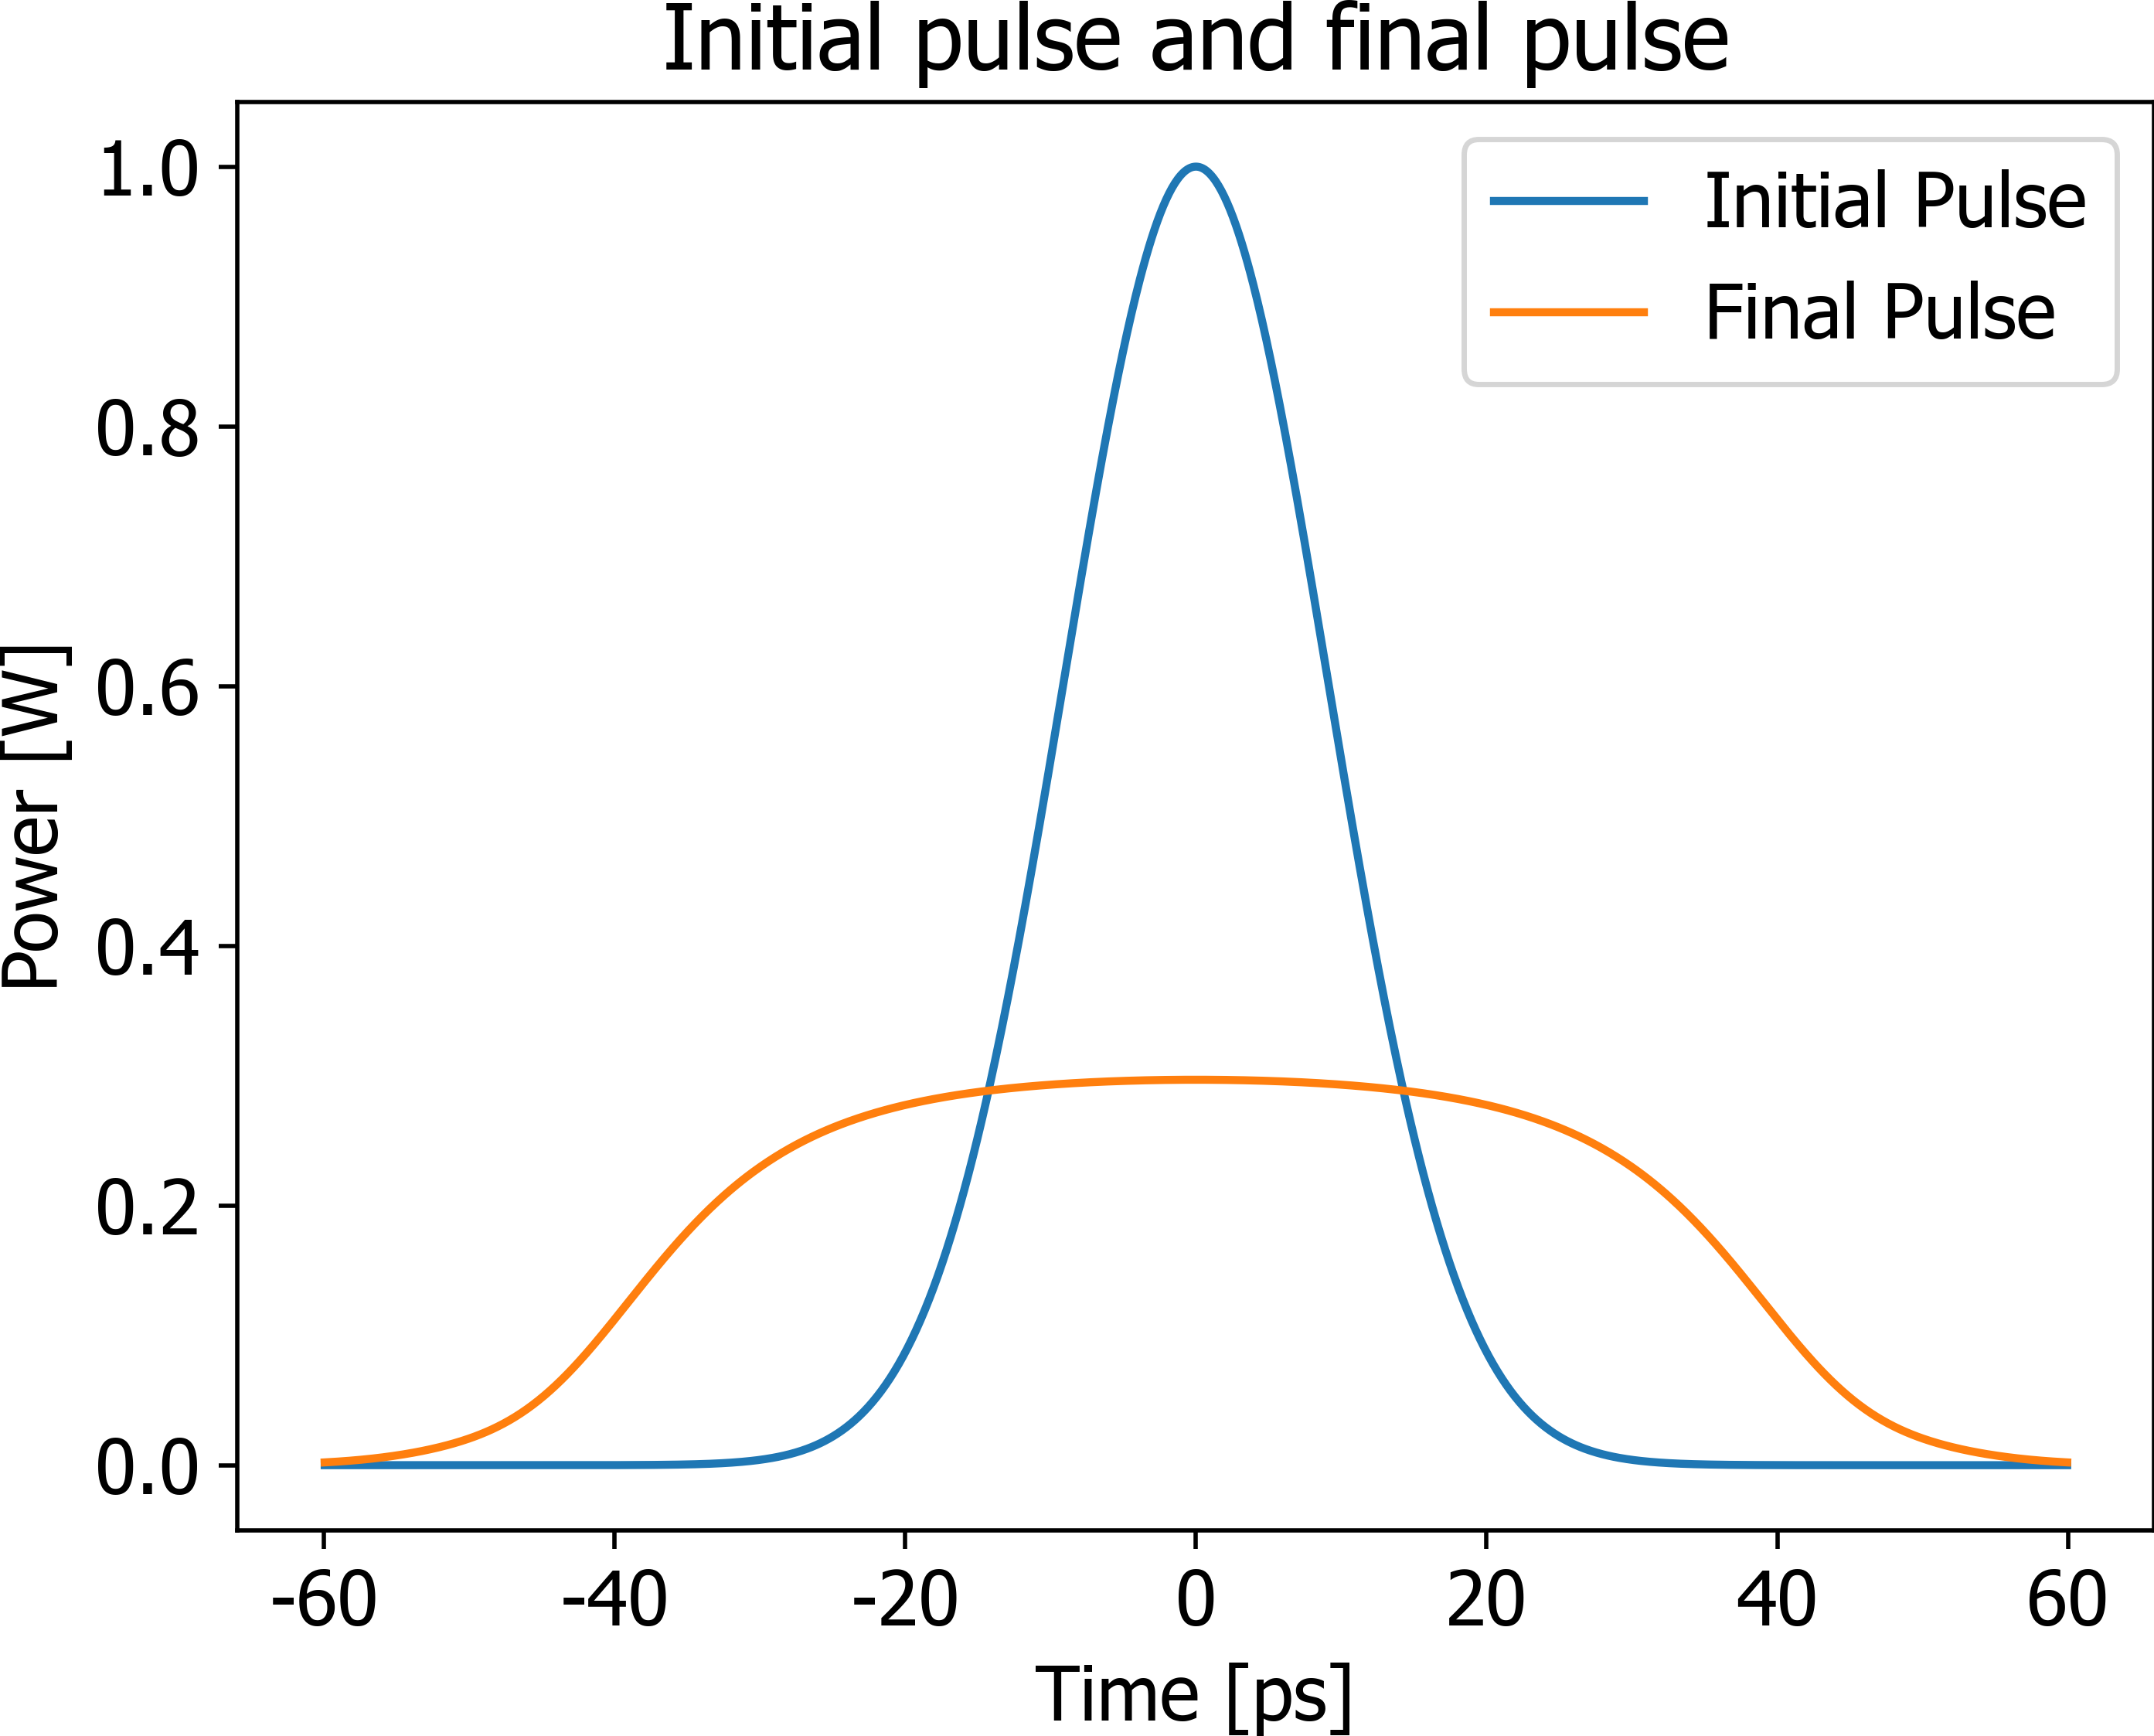 Initial pulse and final pulse
Initial Pulse
Final Pulse
Power [W]
1.0
0.8
0.6
0.4
0.2
0.0
-60 -40 -20 0 20 40 60
Time [ps]